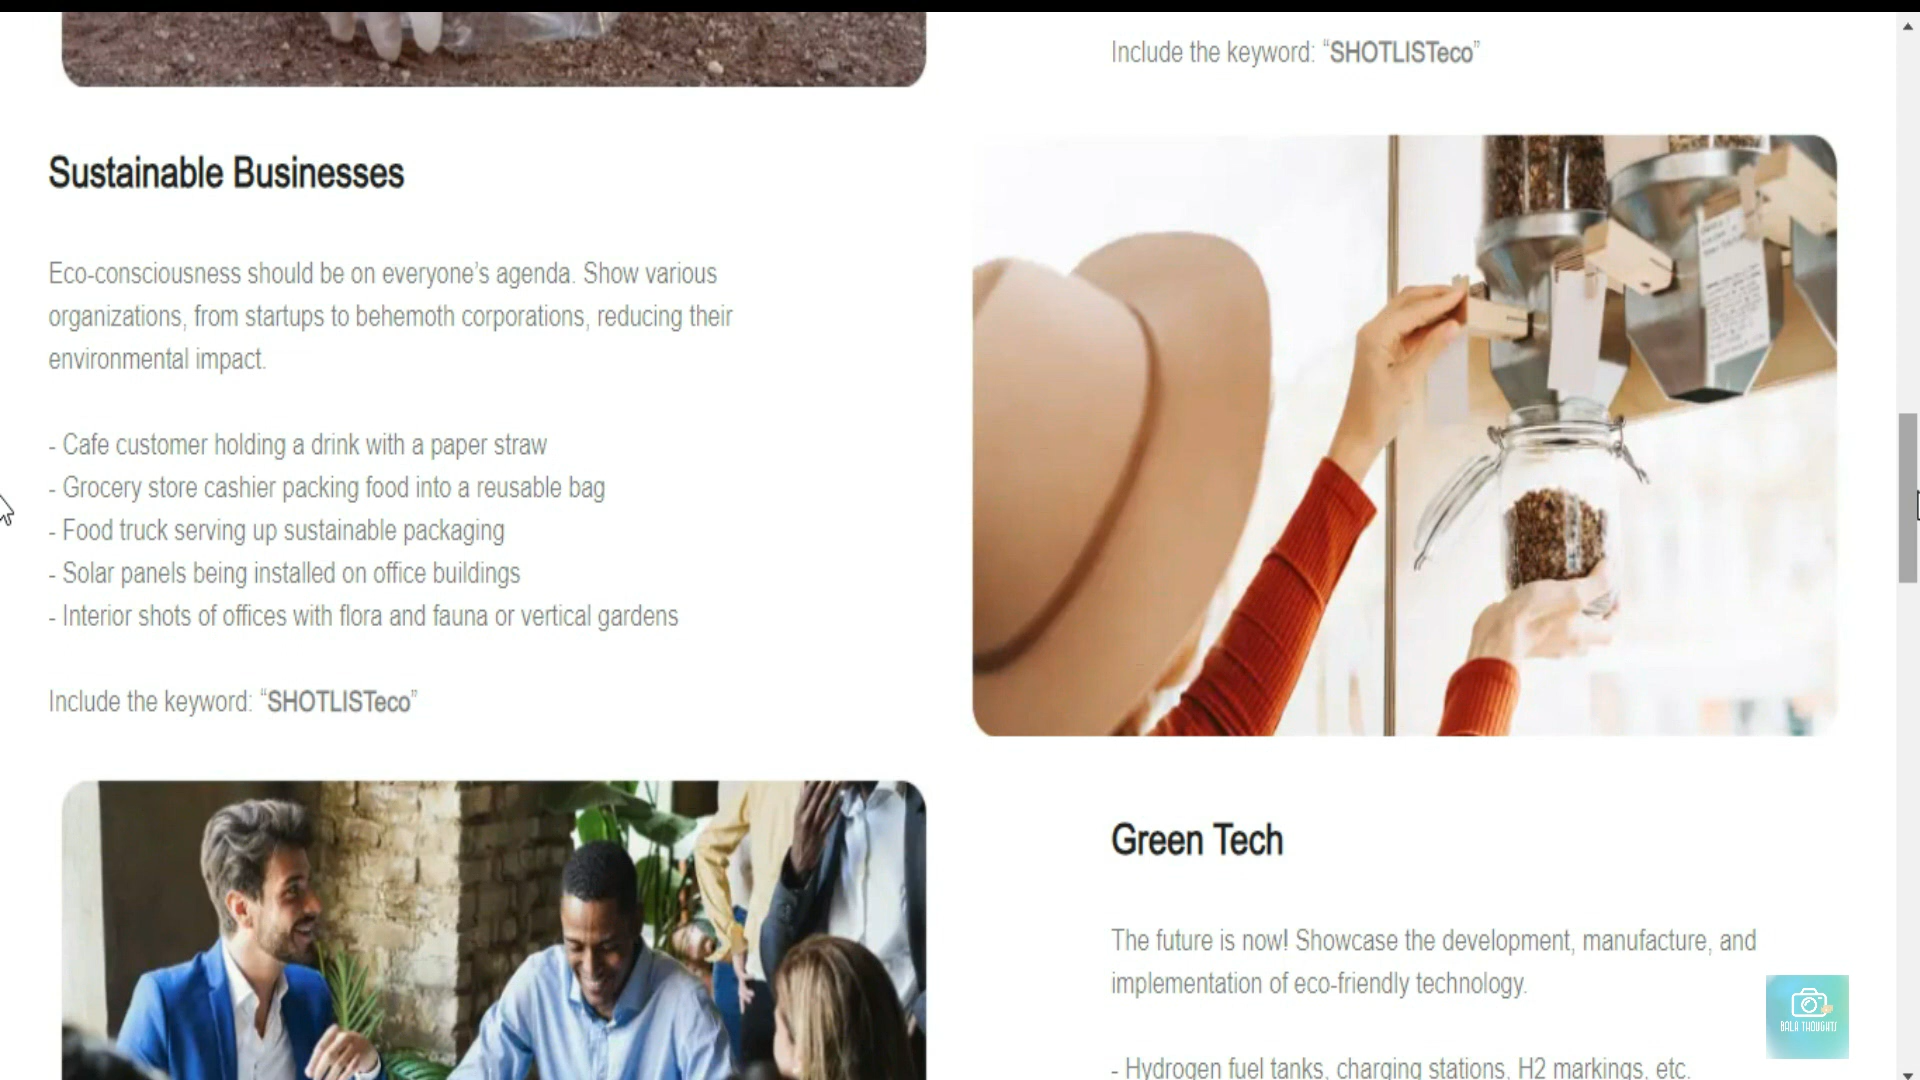 Include the keyword: “SHOTLISTeco”
Sustainable Businesses
Eco-consciousness should be on everyone’s agenda. Show various
organizations, from startups to behemoth corporations, reducing their
environmental impact.
- Cafe customer holding a drink with a paper straw
- Grocery store cashier packing food into a reusable bag
- Food truck serving up sustainable packaging
- Solar panels being installed on office buildings
- Interior shots of offices with flora and fauna or vertical gardens
Include the keyword: “SHOTLISTeco”
Green Tech
The future is now! Showcase the development, manufacture, and
implementation of eco-friendly technology.
- Hydrogen fuel tanks, charging stations, H2 markings, etc.
BALA THOUGHTS